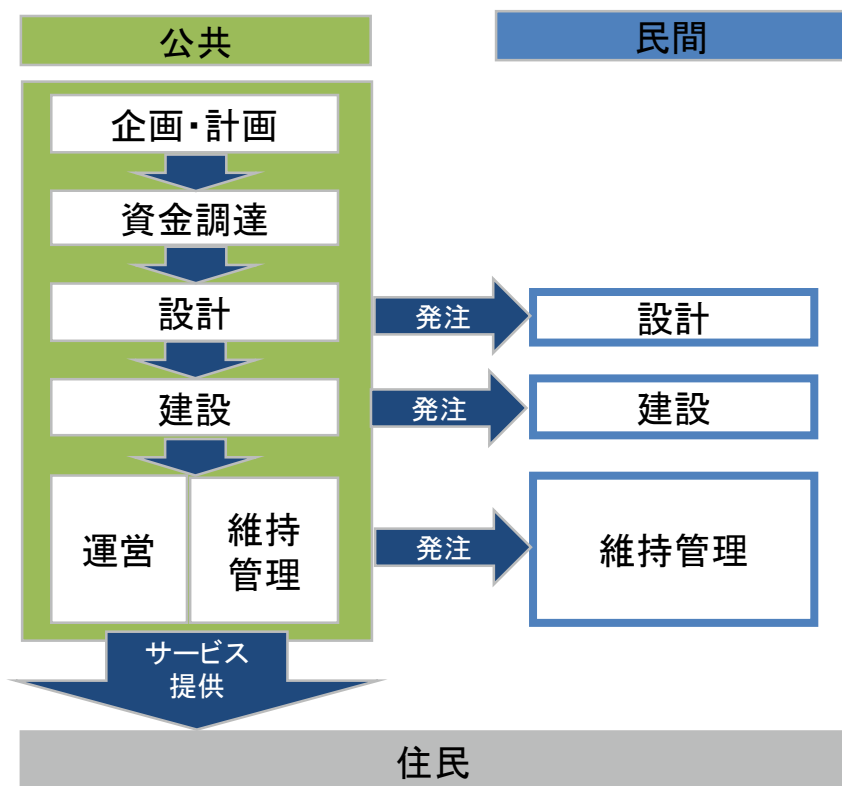 公共
民間
企画・計画
資金調達
設計
発注
設計
建設
発注
建設
運営
維持
管理
発注
維持管理
サービス
提供
住民